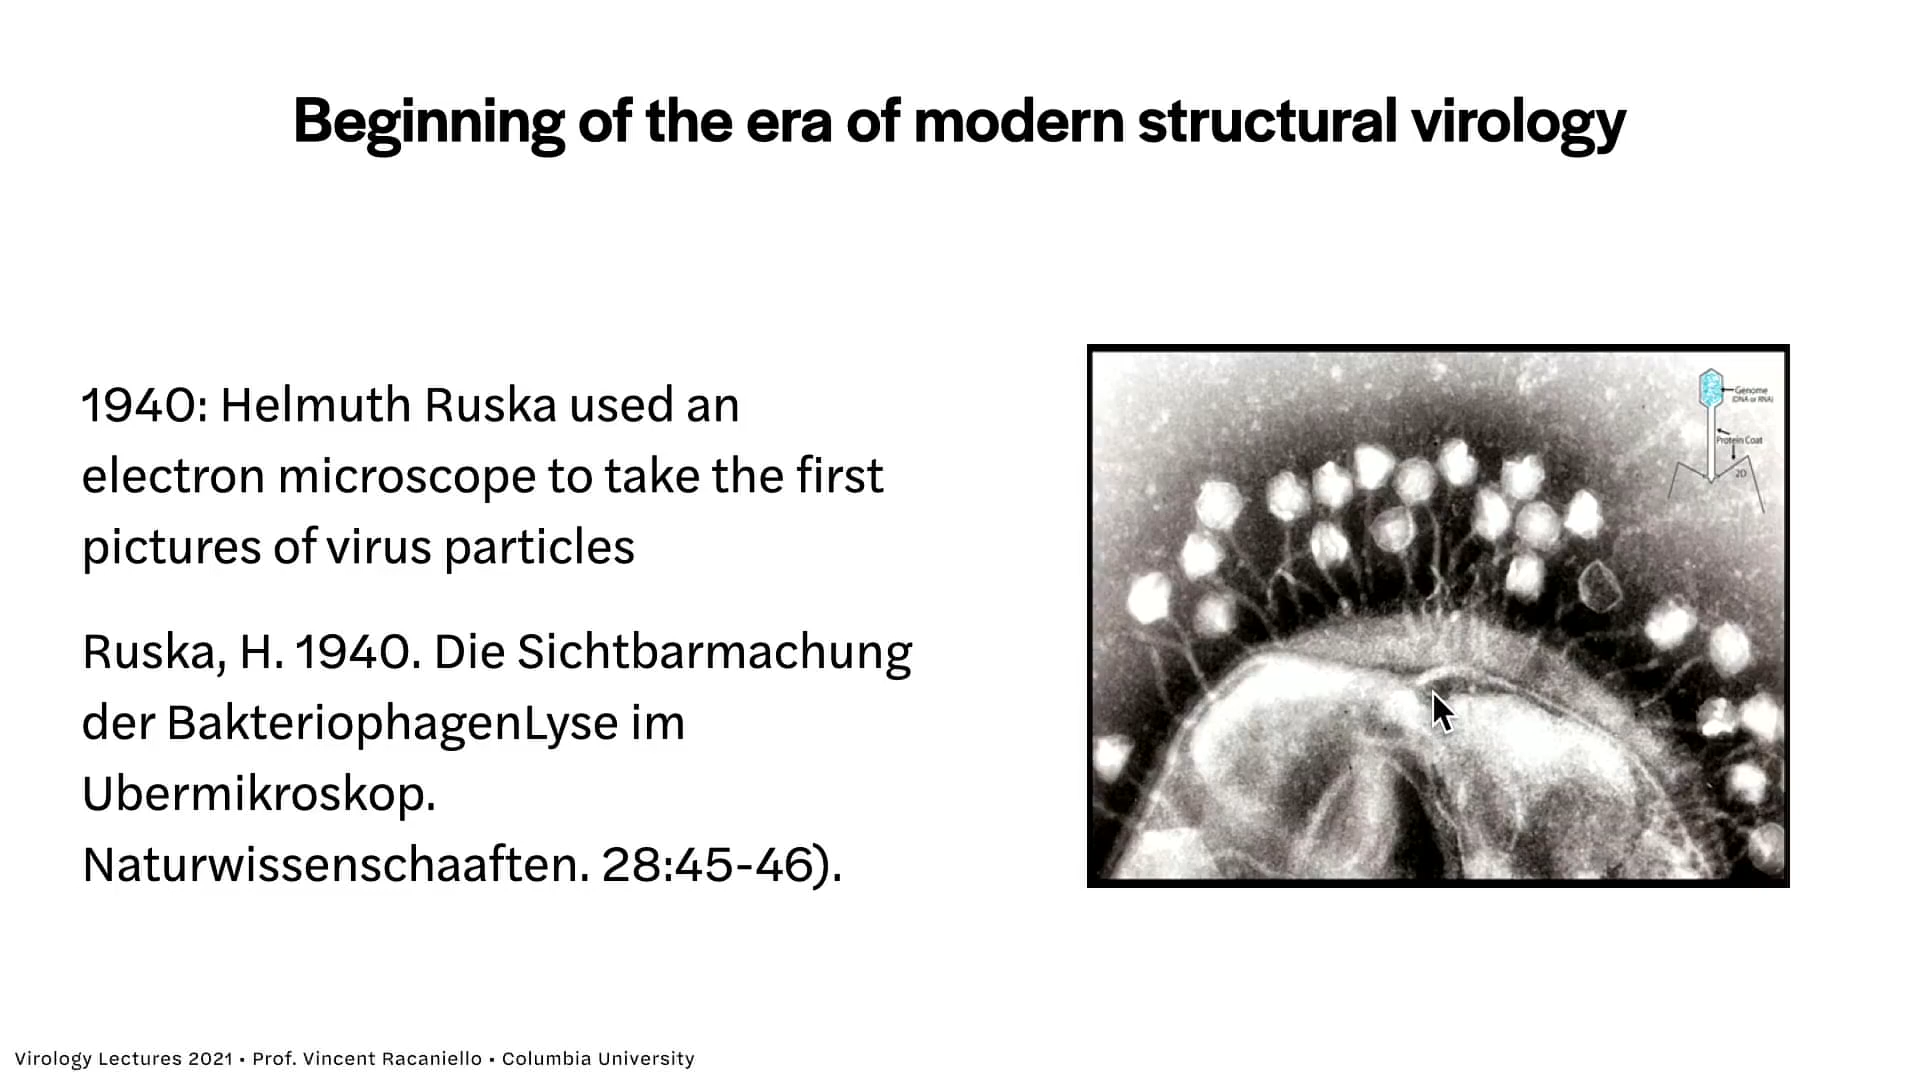 Beginning of the era of modern structural virology
1940: Helmuth Ruska used an
electron microscope to take the first
pictures of virus particles
Ruska, H. 1940. Die Sichtbarmachung
der BakteriophagenLyse im
Ubermikroskop.
Naturwissenschaaften. 28:45-46).
Genome
(DNA or RNA)
Protein Coat
2D
Virology Lectures 2021 • Prof. Vincent Racaniello • Columbia University